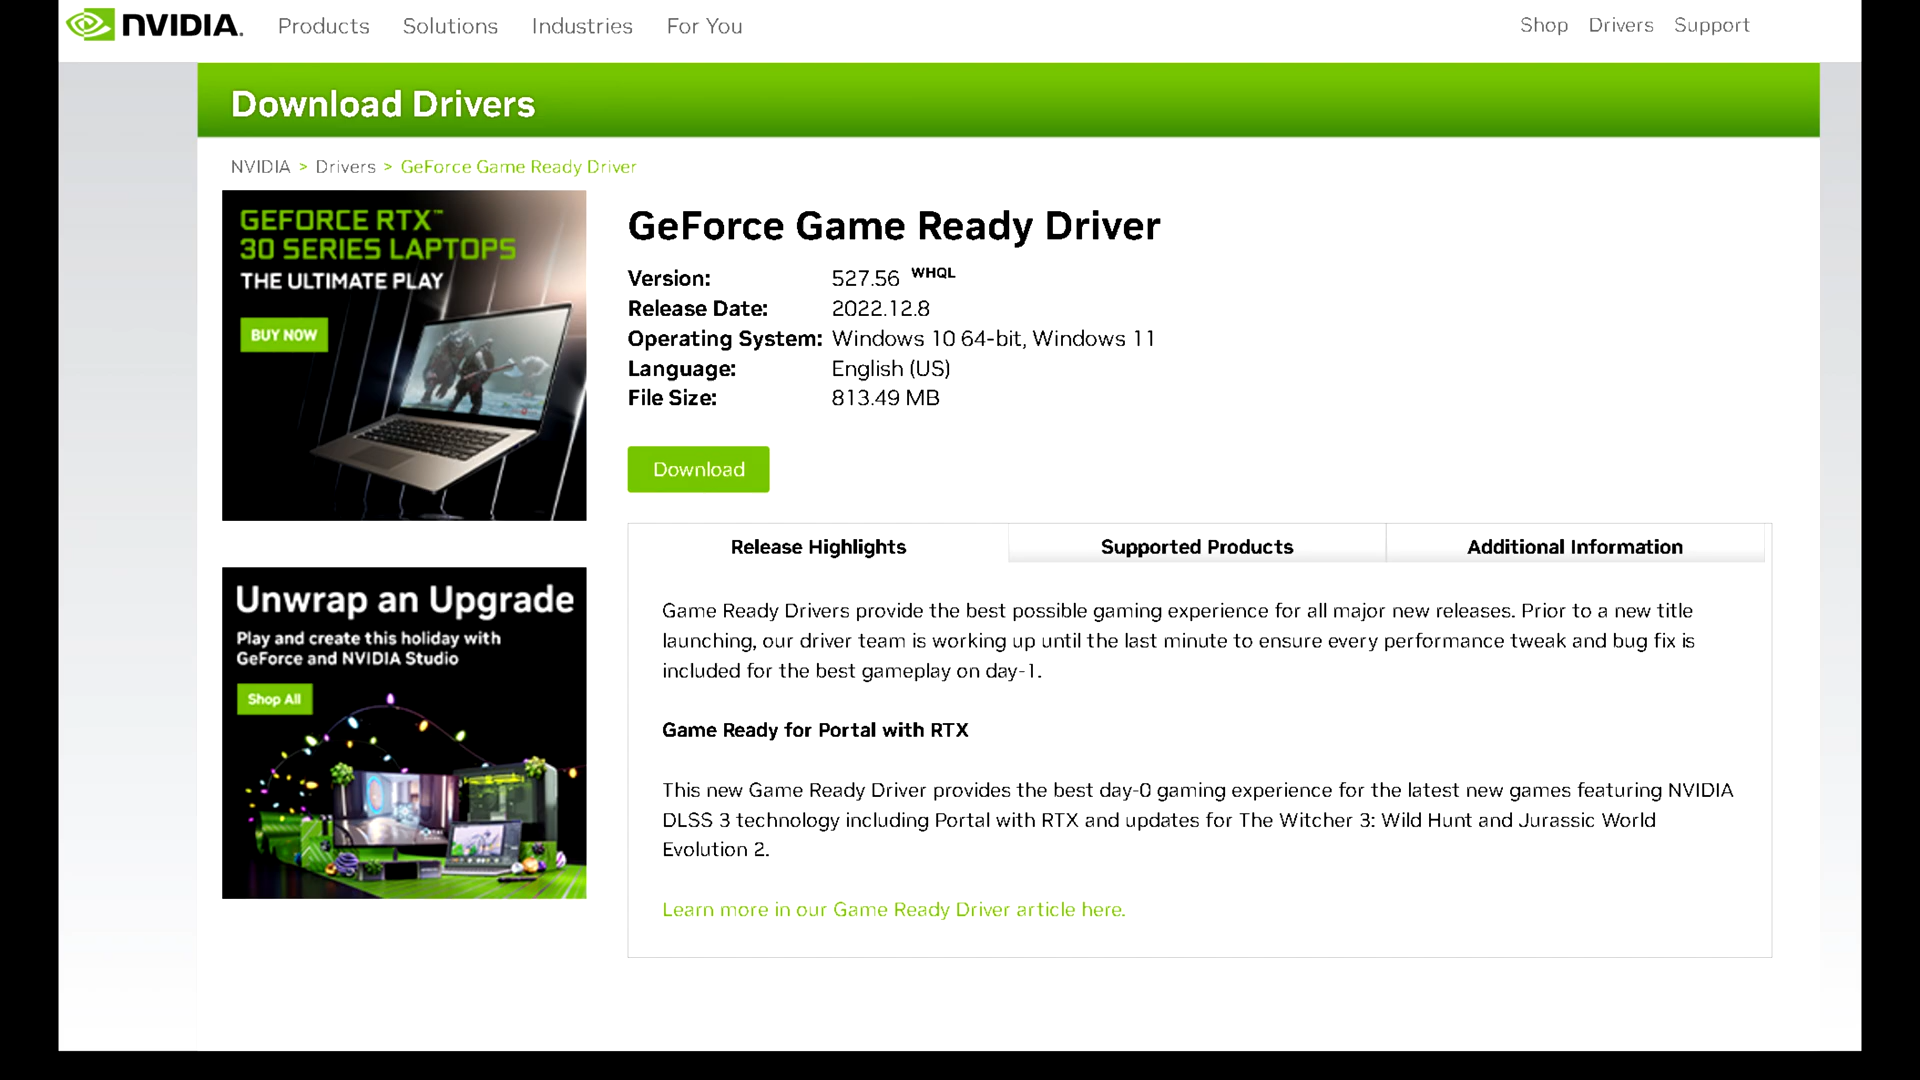 NVIDIA.
Products
Solutions
Industries
For You
Shop
Drivers
Support
Download Drivers
NVIDIA > Drivers > GeForce Game Ready Driver
GEFORCE RTX™
30 SERIES LAPTOPS
THE ULTIMATE PLAY
BUY NOW
Unwrap an Upgrade
Play and create this holiday with
GeForce and NVIDIA Studio
Shop All
GeForce Game Ready Driver
Version: 527.56 WHQL
Release Date: 2022.12.8
Operating System: Windows 10 64-bit, Windows 11
Language: English (US)
File Size: 813.49 MB
Download
Release Highlights
Supported Products
Additional Information
Game Ready Drivers provide the best possible gaming experience for all major new releases. Prior to a new title
launching, our driver team is working up until the last minute to ensure every performance tweak and bug fix is
included for the best gameplay on day-1.
Game Ready for Portal with RTX
This new Game Ready Driver provides the best day-0 gaming experience for the latest new games featuring NVIDIA
DLSS 3 technology including Portal with RTX and updates for The Witcher 3: Wild Hunt and Jurassic World
Evolution 2.
Learn more in our Game Ready Driver article here.